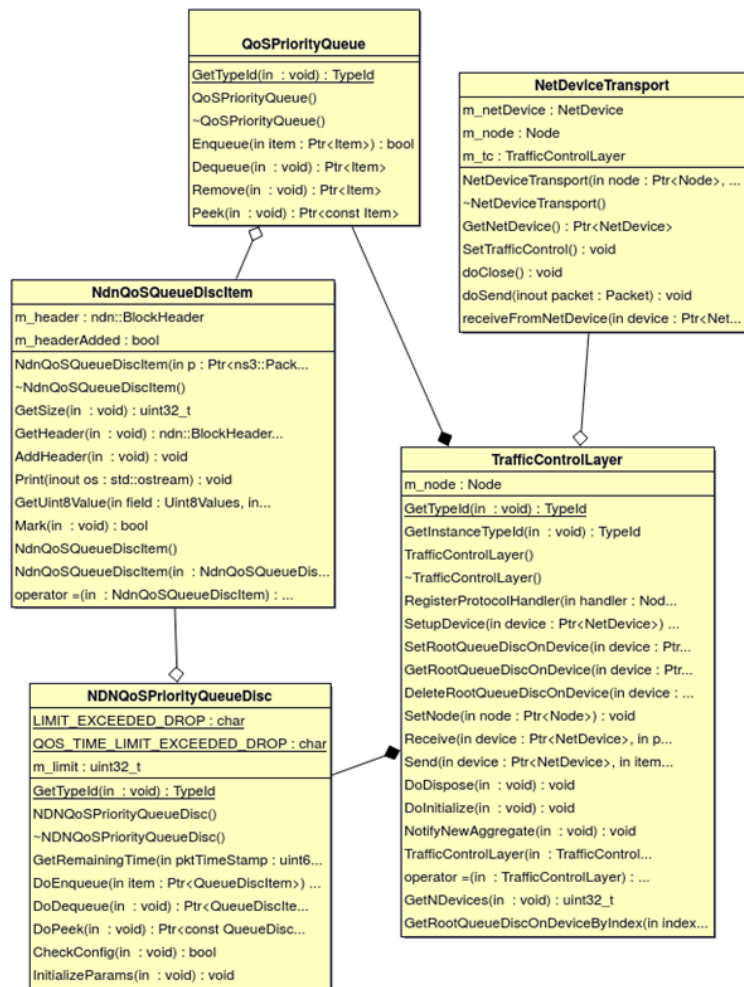 QoSPriorityQueue
GetTypeId(in : void) : TypeId
QoSPriorityQueue()
~QoSPriorityQueue()
Enqueue(in item : Ptr<Item>) : bool
Dequeue(in : void) : Ptr<Item>
Remove(in : void) : Ptr<Item>
Peek(in : void) : Ptr<const Item>
NetDeviceTransport
m_netDevice : NetDevice
m_node : Node
m_tc : TrafficControlLayer
NetDeviceTransport(in node : Ptr<Node>, ...
~NetDeviceTransport()
GetNetDevice() : Ptr<NetDevice>
SetTrafficControl() : void
doClose() : void
doSend(inout packet : Packet) : void
receiveFromNetDevice(in device : Ptr<Net...
NdnQoSQueueDiscItem
m_header : ndn::BlockHeader
m_headerAdded : bool
NdnQoSQueueDiscItem(in p : Ptr<ns3::Pack...
~NdnQoSQueueDiscItem()
GetSize(in : void) : uint32_t
GetHeader(in : void) : ndn::BlockHeader...
AddHeader(in : void) : void
Print(inout os : std::ostream) : void
GetUint8Value(in field : Uint8Values, in...
Mark(in : void) : bool
NdnQoSQueueDiscItem()
NdnQoSQueueDiscItem(in : NdnQoSQueueDis...
operator =(in : NdnQoSQueueDiscItem) : ...
TrafficControlLayer
m_node : Node
GetTypeId(in : void) : TypeId
GetInstanceTypeId(in : void) : TypeId
TrafficControlLayer()
~TrafficControlLayer()
RegisterProtocolHandler(in handler : Nod...
SetupDevice(in device : Ptr<NetDevice>) ...
SetRootQueueDiscOnDevice(in device : Ptr...
GetRootQueueDiscOnDevice(in device : Ptr...
DeleteRootQueueDiscOnDevice(in device : ...
SetNode(in node : Ptr<Node>) : void
Receive(in device : Ptr<NetDevice>, in p...
Send(in device : Ptr<NetDevice>, in item...
DoDispose(in : void) : void
DoInitialize(in : void) : void
NotifyNewAggregate(in : void) : void
TrafficControlLayer(in : TrafficControl...
operator =(in : TrafficControlLayer) : ...
GetNDevices(in : void) : uint32_t
GetRootQueueDiscOnDeviceByIndex(in index...
NDNQoSPriorityQueueDisc
LIMIT_EXCEEDED_DROP : char
QOS_TIME_LIMIT_EXCEEDED_DROP : char
m_limit : uint32_t
GetTypeId(in : void) : TypeId
NDNQoSPriorityQueueDisc()
~NDNQoSPriorityQueueDisc()
GetRemainingTime(in pktTimeStamp : uint6...
DoEnqueue(in item : Ptr<QueueDiscItem>) ...
DoDequeue(in : void) : Ptr<QueueDiscIte...
DoPeek(in : void) : Ptr<const QueueDisc...
CheckConfig(in : void) : bool
InitializeParams(in : void) : void